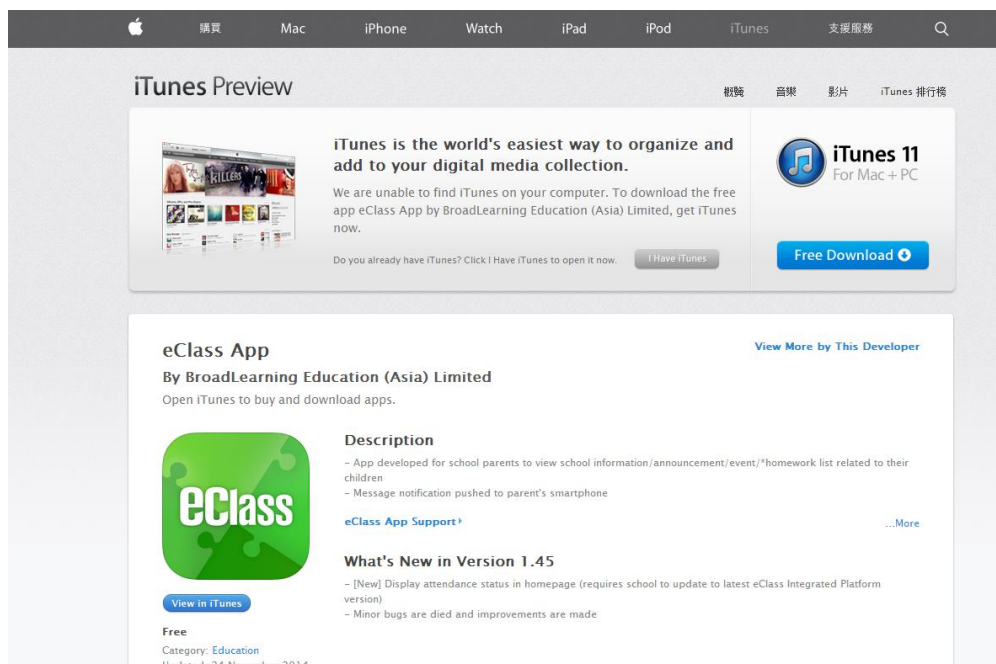 購買 Mac iPhone Watch iPad iPod iTunes 支援服務
iTunes Preview
概覽 音樂 影片 iTunes 排行榜
iTunes is the world's easiest way to organize and
add to your digital media collection.
We are unable to find iTunes on your computer. To download the free
app eClass App by BroadLearning Education (Asia) Limited, get iTunes
now.
Do you already have iTunes? Click I Have iTunes to open it now.
I Have iTunes
iTunes 11
For Mac + PC
Free Download
KILLERS
eClass App
View More by This Developer
By BroadLearning Education (Asia) Limited
Open iTunes to buy and download apps.
eClass
View in iTunes
Free
Category: Education
Updated: 24 November 2014
Description
- App developed for school parents to view school information/announcement/event/*homework list related to their
children
- Message notification pushed to parent's smartphone
eClass App Support
...More
What's New in Version 1.45
- [New] Display attendance status in homepage (requires school to update to latest eClass Integrated Platform
version)
- Minor bugs are died and improvements are made